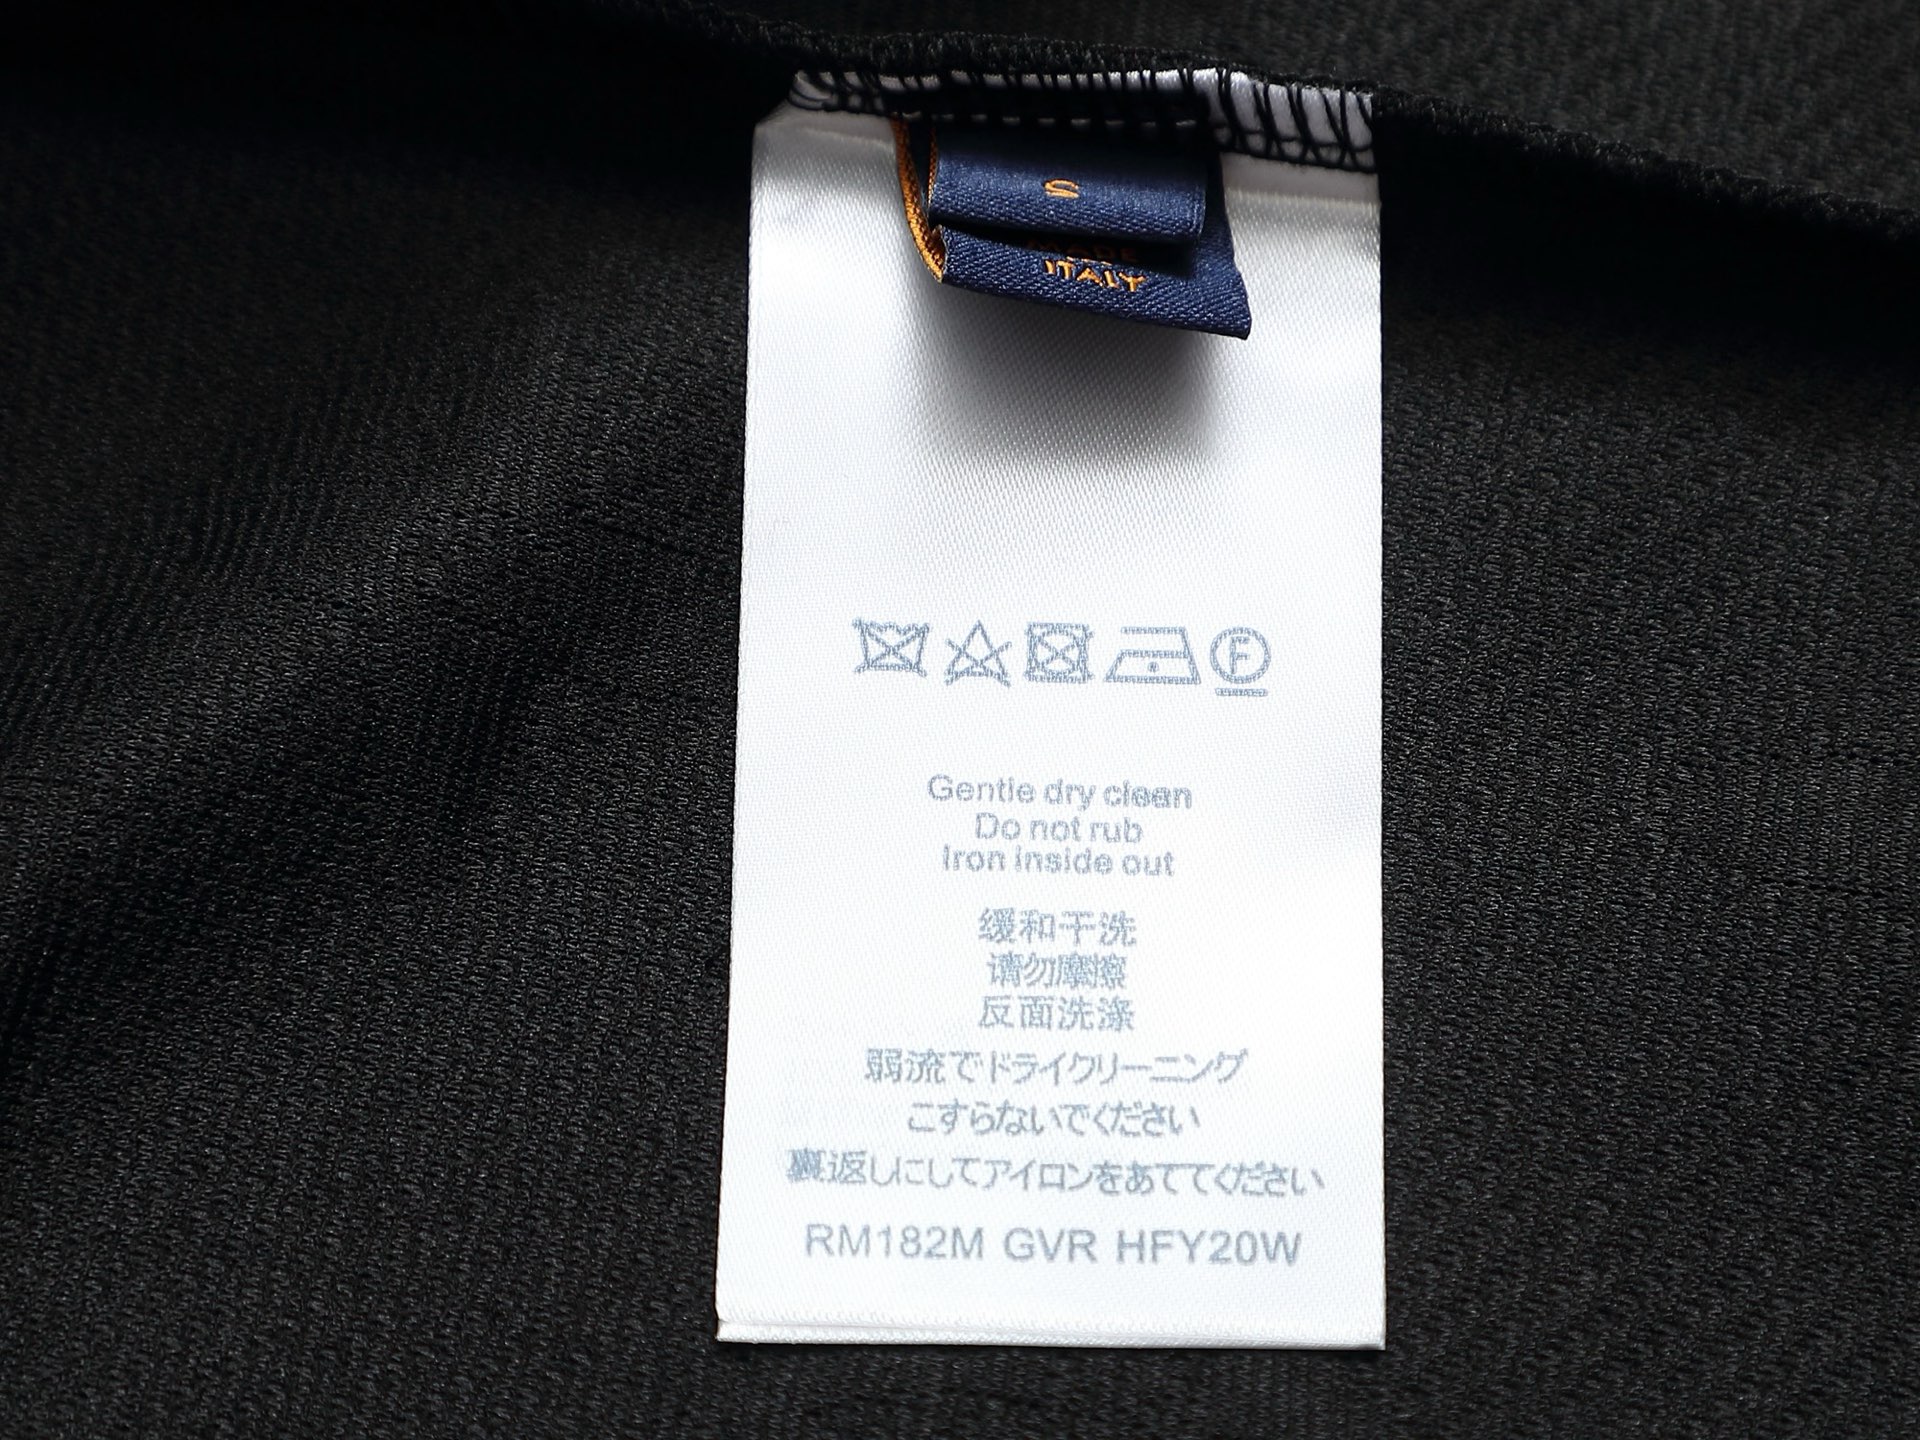 S
MADE
ITALY
F
Gentle dry clean
Do not rub
Iron inside out
缓和干洗
请勿摩擦
反面洗涤
弱流でドライクリーニング
こすらないでください
裏返しにしてアイロンをあててください
RM182M GVR HFY20W